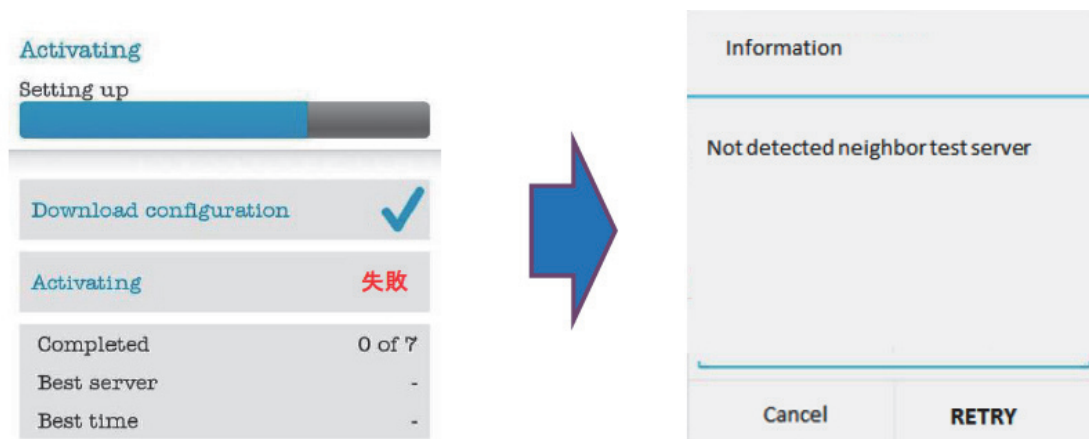 Activating
Setting up
Download configuration
Activating 失敗
Completed 0 of 7
Best server -
Best time -
Information
Not detected neighbor test server
Cancel RETRY